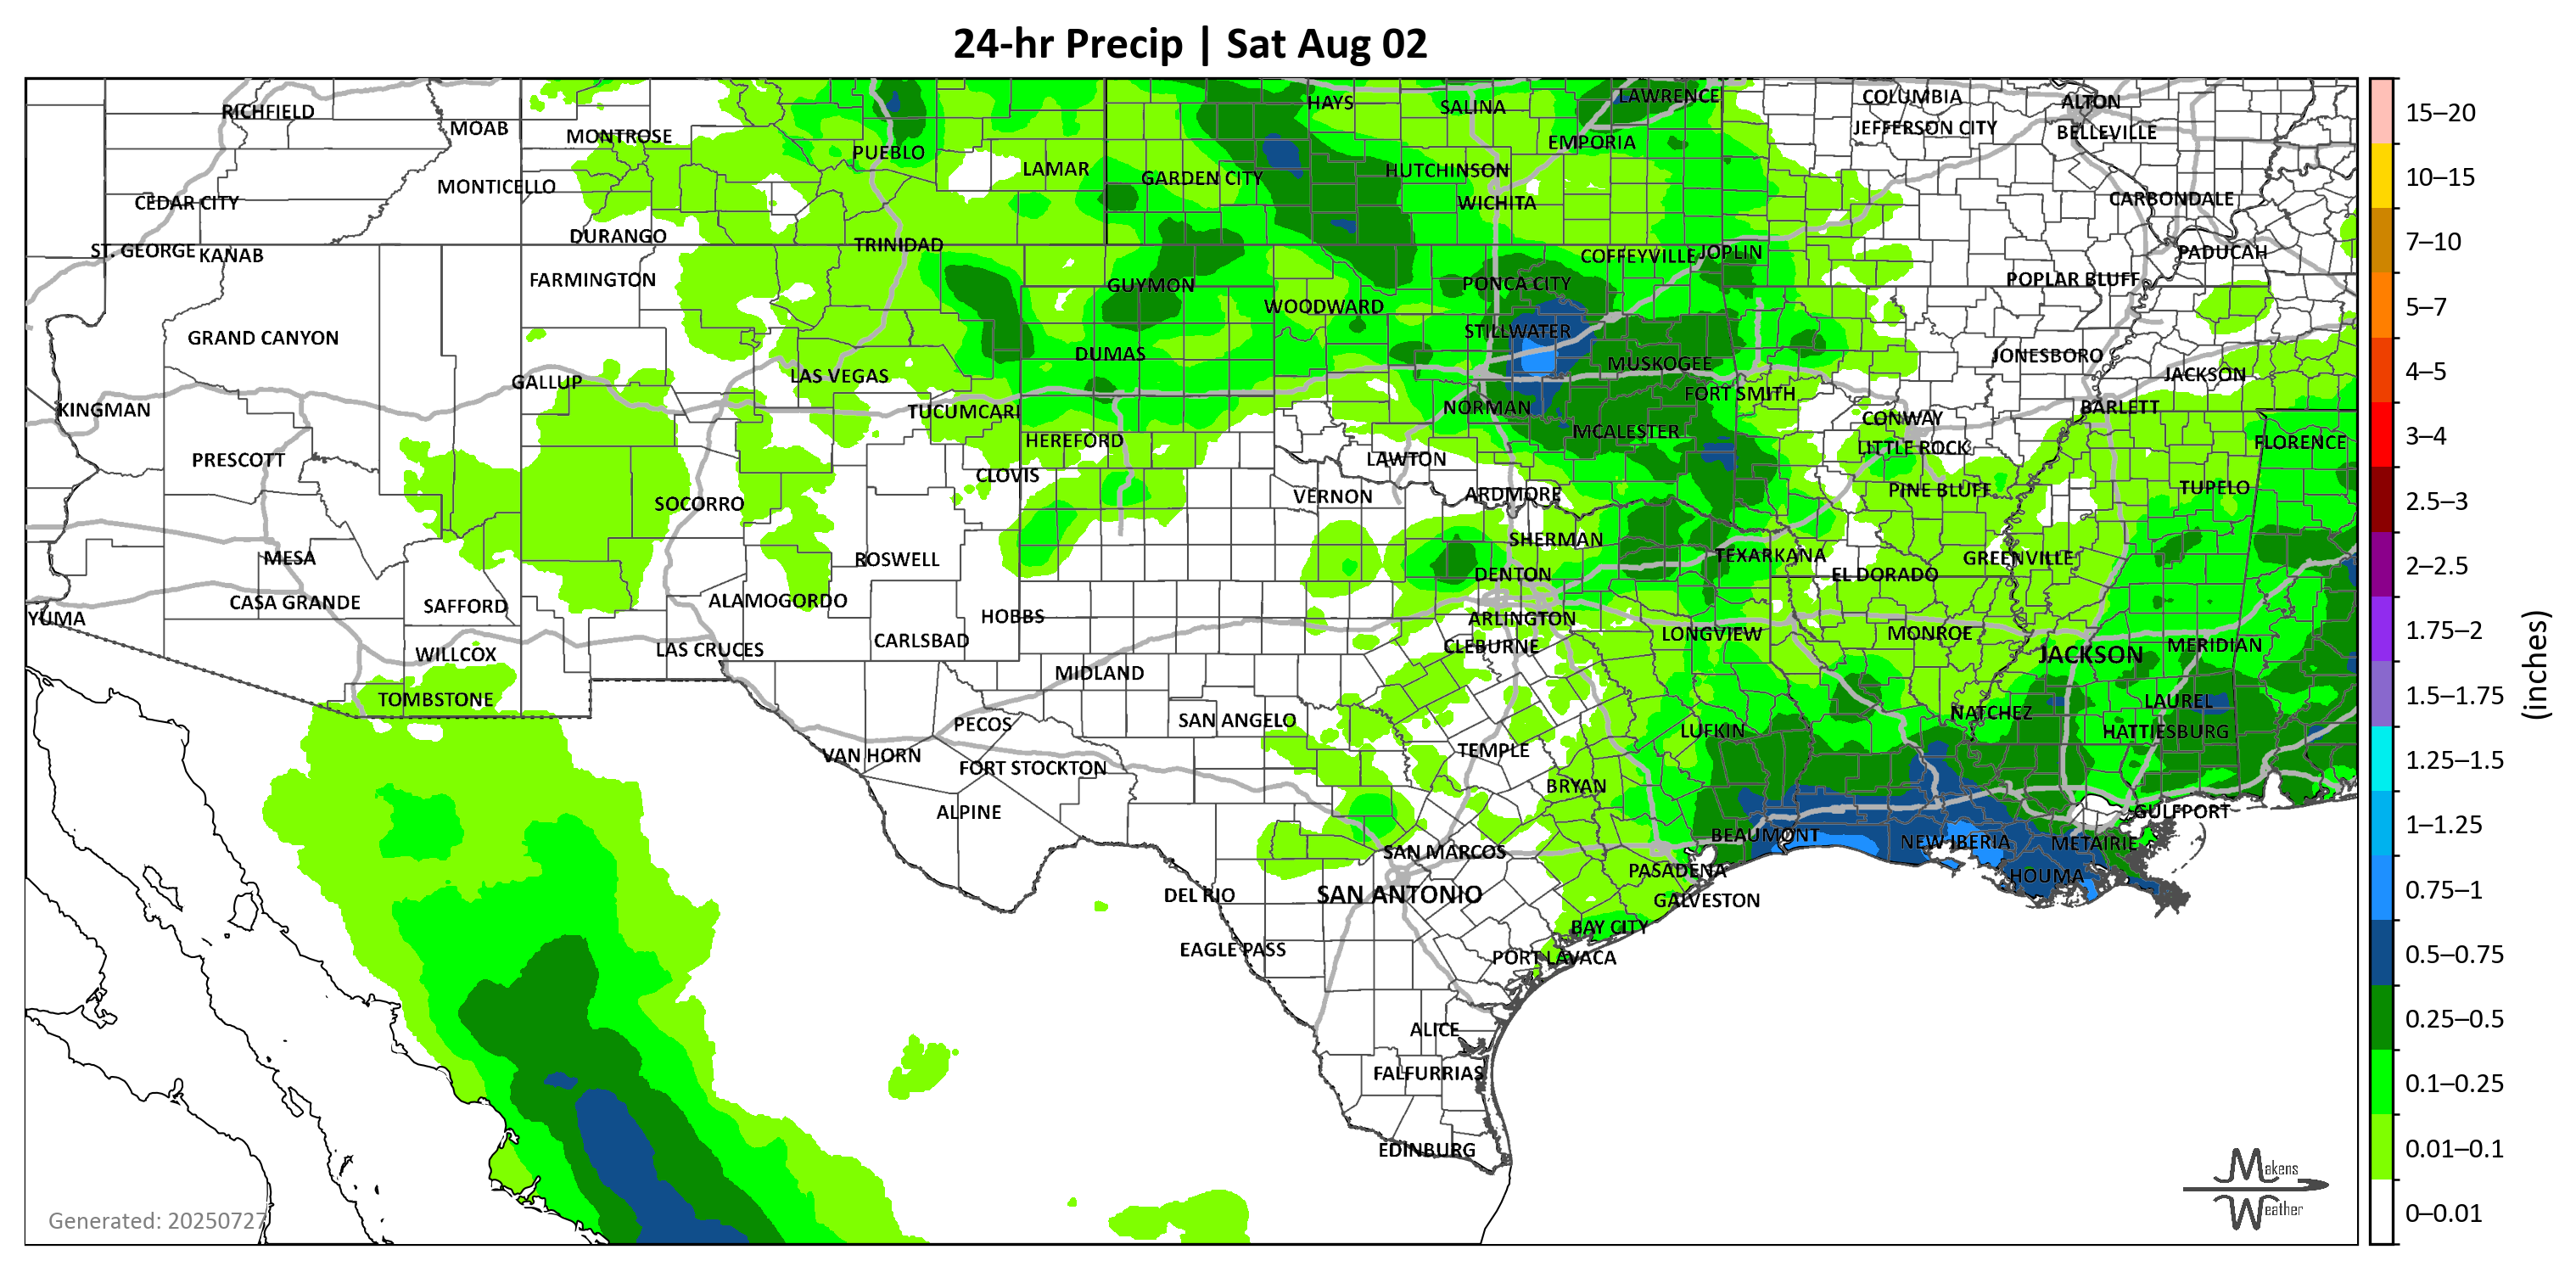 24-hr Precip | Sat Aug 02
RICHFIELD
MOAB
MONTROSE
PUEBLO
LAMAR
HAYS
SALINA
LAWRENCE
COLUMBIA
ALTON
JEFFERSON CITY
BELLEVILLE
EMPORIA
MONTICELLO
GARDEN CITY
HUTCHINSON
CEDAR CITY
WICHITA
CARBONDALE
DURANGO
TRINIDAD
ST. GEORGE
KANAB
COFFEYVILLE
JOPLIN
PADUCAH
FARMINGTON
GUYMON
PONCA CITY
POPLAR BLUFF
WOODWARD
GRAND CANYON
STILLWATER
DUMAS
MUSKOGEE
JONESBORO
GALLUP
LAS VEGAS
JACKSON
FORT SMITH
KINGMAN
TUCUMCARI
NORMAN
CONWAY
BARLETT
HEREFORD
MCALESTER
LITTLE ROCK
FLORENCE
PRESCOTT
CLOVIS
LAWTON
SOCORRO
VERNON
ARDMORE
PINE BLUFF
TUPELO
MESA
ROSWELL
SHERMAN
TEXARKANA
GREENVILLE
DENTON
EL DORADO
CASA GRANDE
SAFFORD
ALAMOGORDO
YUMA
HOBBS
ARLINGTON
CARLSBAD
LONGVIEW
MONROE
WILLCOX
LAS CRUCES
CLEBURNE
JACKSON
MERIDIAN
MIDLAND
TOMBSTONE
LAUREL
PECOS
SAN ANGELO
NATCHEZ
LUFKIN
HATTIESBURG
VAN HORN
TEMPLE
FORT STOCKTON
BRYAN
ALPINE
GULFPORT
BEAUMONT
NEW IBERIA
METAIRIE
SAN MARCOS
PASADENA
HOUMA
DEL RIO
SAN ANTONIO
GALVESTON
BAY CITY
EAGLE PASS
PORT LAVACA
ALICE
FALFURRIAS
EDINBURG
Generated: 20250727
Makens
Weather
15–20
10–15
7–10
5–7
4–5
3–4
2.5–3
2–2.5
1.75–2
1.5–1.75
1.25–1.5
1–1.25
0.75–1
0.5–0.75
0.25–0.5
0.1–0.25
0.01–0.1
0–0.01
(inches)